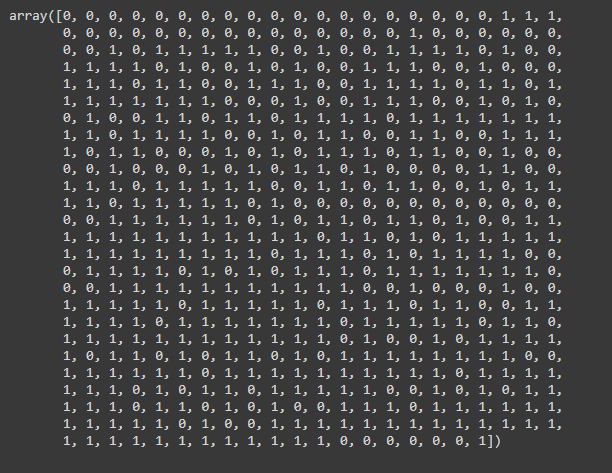 array([0, 0, 0, 0, 0, 0, 0, 0, 0, 0, 0, 0, 0, 0, 0, 0, 0, 0, 0, 1, 1, 1,
0, 0, 0, 0, 0, 0, 0, 0, 0, 0, 0, 0, 0, 0, 0, 1, 0, 0, 0, 0, 0, 0,
0, 0, 1, 0, 1, 1, 1, 1, 1, 0, 0, 1, 0, 0, 1, 1, 1, 1, 0, 1, 0, 0,
1, 1, 1, 1, 0, 1, 0, 0, 1, 0, 1, 0, 0, 1, 1, 1, 0, 0, 1, 0, 0, 0,
1, 1, 1, 0, 1, 1, 0, 0, 1, 1, 1, 0, 0, 1, 1, 1, 1, 0, 1, 1, 0, 1,
1, 1, 1, 1, 1, 1, 1, 0, 0, 0, 1, 0, 0, 1, 1, 1, 1, 0, 0, 1, 0, 1, 0,
0, 1, 0, 0, 1, 1, 0, 1, 1, 0, 1, 1, 1, 1, 0, 1, 1, 1, 1, 1, 1, 1,
1, 1, 0, 1, 1, 1, 1, 0, 0, 1, 0, 1, 1, 0, 0, 1, 1, 0, 0, 1, 1, 1,
1, 0, 1, 1, 0, 0, 0, 1, 0, 1, 0, 1, 1, 1, 0, 1, 1, 0, 0, 1, 0, 0,
0, 0, 1, 0, 0, 0, 1, 0, 1, 0, 1, 1, 0, 1, 0, 0, 0, 0, 1, 1, 0, 0,
1, 1, 1, 0, 1, 1, 1, 1, 1, 0, 0, 1, 1, 0, 1, 1, 0, 0, 1, 0, 1, 1,
1, 1, 0, 1, 1, 1, 1, 1, 0, 1, 0, 0, 0, 0, 0, 0, 0, 0, 0, 0, 0, 0,
0, 0, 1, 1, 1, 1, 1, 1, 0, 1, 0, 1, 1, 0, 1, 1, 0, 1, 0, 0, 1, 1,
1, 1, 1, 1, 1, 1, 1, 1, 1, 1, 1, 0, 1, 1, 0, 1, 0, 1, 1, 1, 1, 1,
1, 1, 1, 1, 1, 1, 1, 1, 1, 0, 1, 1, 1, 0, 1, 0, 1, 1, 1, 1, 0, 0,
0, 1, 1, 1, 1, 0, 1, 0, 1, 0, 1, 1, 1, 0, 1, 1, 1, 1, 1, 1, 1, 0,
0, 0, 1, 1, 1, 1, 1, 1, 1, 1, 1, 1, 1, 0, 0, 1, 0, 0, 0, 1, 0, 0,
1, 1, 1, 1, 1, 0, 1, 1, 1, 1, 1, 0, 1, 1, 1, 0, 1, 1, 0, 0, 1, 1,
1, 1, 1, 1, 0, 1, 1, 1, 1, 1, 1, 1, 0, 1, 1, 1, 1, 1, 0, 1, 1, 0,
1, 1, 1, 1, 1, 1, 1, 1, 1, 1, 1, 1, 0, 1, 0, 0, 1, 0, 1, 1, 1, 1,
1, 0, 1, 1, 0, 1, 0, 1, 1, 0, 1, 0, 1, 1, 1, 1, 1, 1, 1, 1, 0, 0,
1, 1, 1, 1, 1, 1, 0, 1, 1, 1, 1, 1, 1, 1, 1, 1, 1, 0, 1, 1, 1, 1,
1, 1, 1, 0, 1, 0, 1, 1, 0, 1, 1, 1, 1, 1, 0, 0, 1, 0, 1, 0, 1, 1,
1, 1, 1, 0, 1, 1, 0, 1, 0, 1, 0, 0, 1, 1, 1, 1, 0, 1, 1, 1, 1, 1,
1, 1, 1, 1, 0, 1, 0, 0, 1, 1, 1, 1, 1, 1, 1, 1, 1, 1, 1, 1, 1, 1,
1, 1, 1, 1, 1, 1, 1, 1, 1, 1, 1, 1, 0, 0, 0, 0, 0, 0, 1])